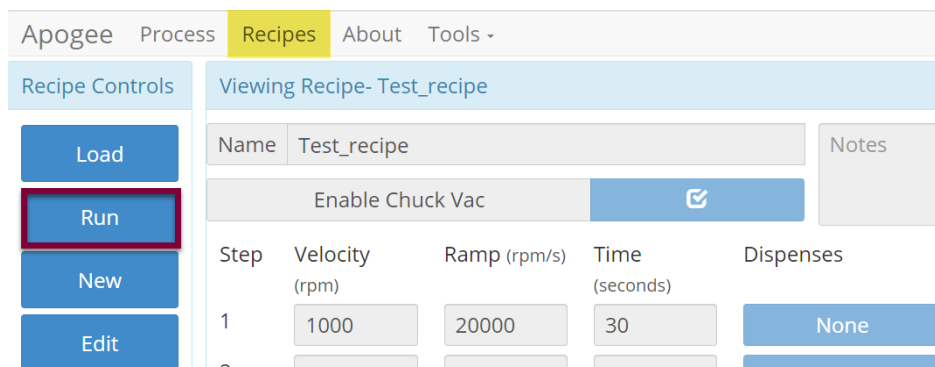 Apogee Process Recipes About Tools
Recipe Controls
Viewing Recipe- Test_recipe
Load
Run
New
Edit
Name Test_recipe
Notes
Enable Chuck Vac
Step Velocity (rpm) Ramp (rpm/s) Time (seconds) Dispenses
1 1000 20000 30 None